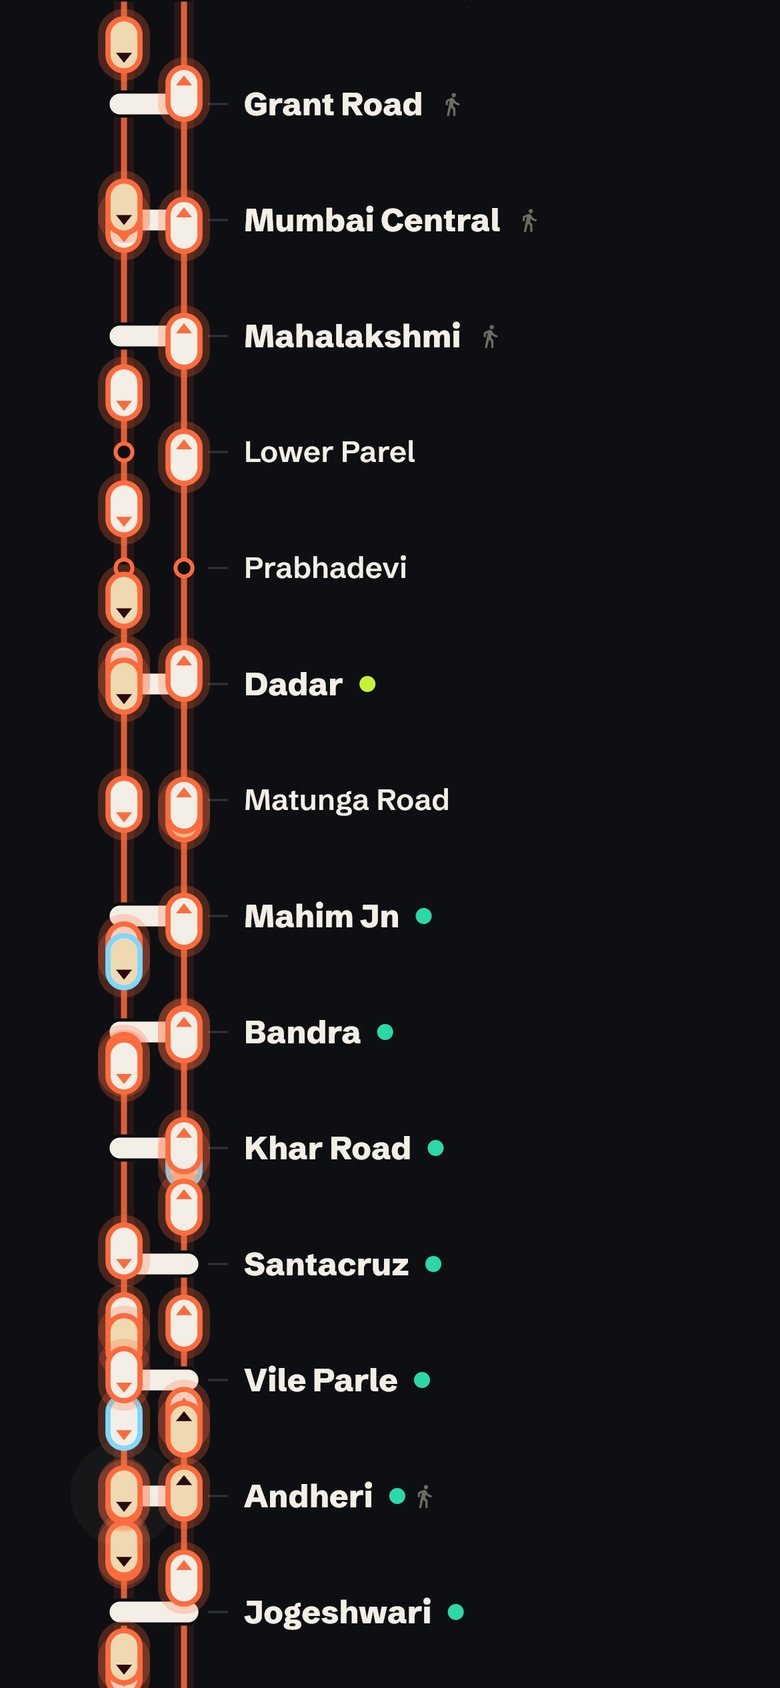 Grant Road
Mumbai Central
Mahalakshmi
Lower Parel
Prabhadevi
Dadar
Matunga Road
Mahim Jn
Bandra
Khar Road
Santacruz
Vile Parle
Andheri
Jogeshwari